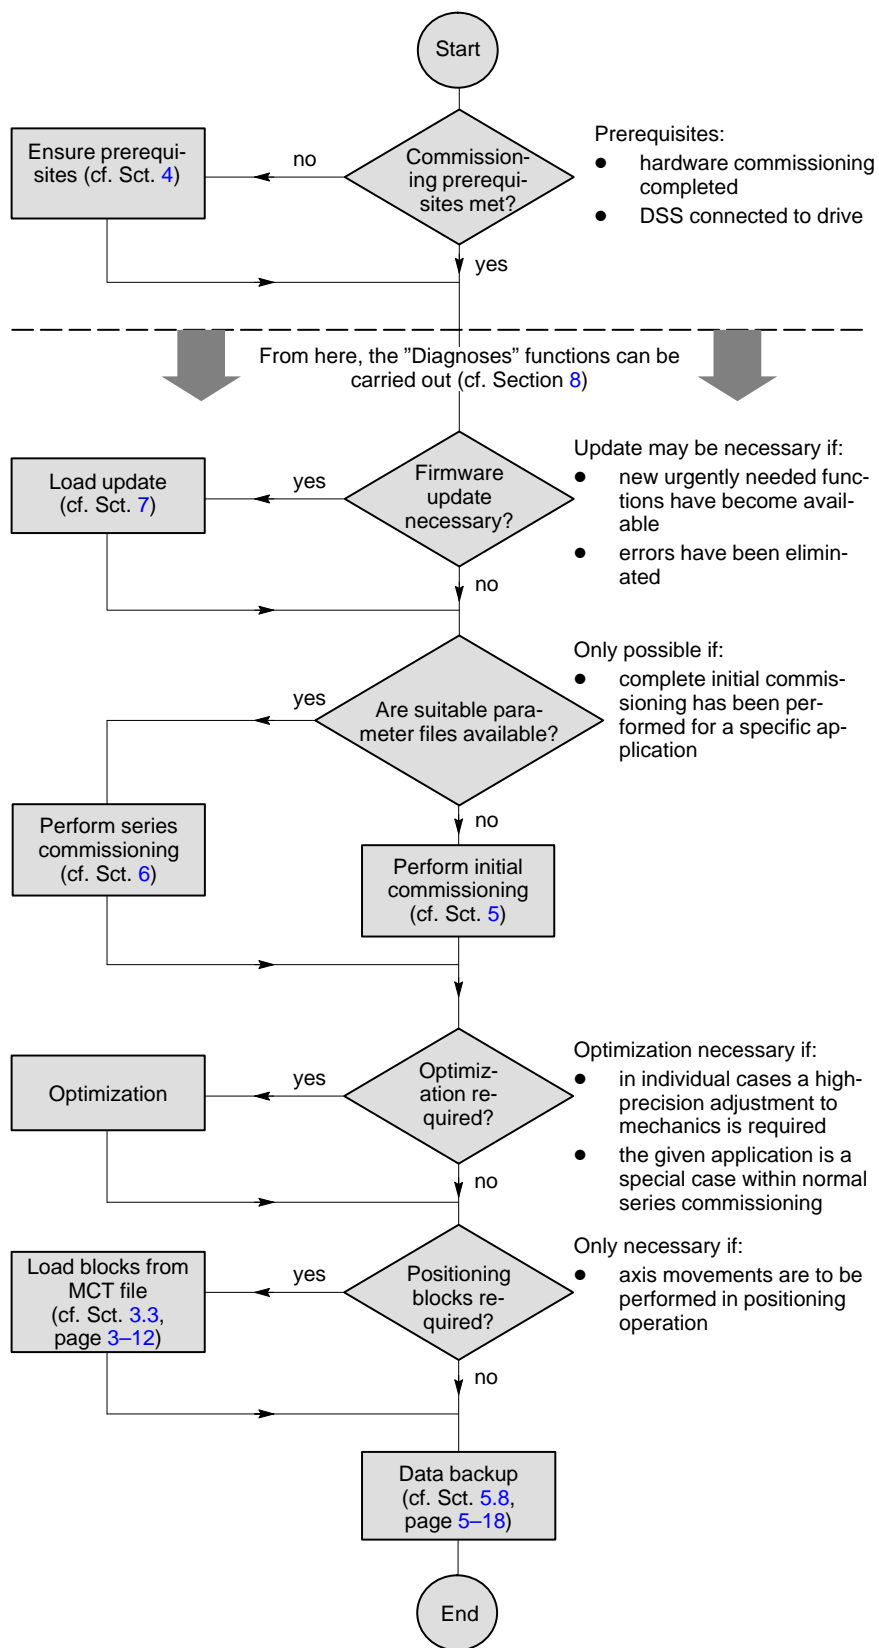 Start
Ensure prerequi-
sites (cf. Sct. 4)
no
Commission-
ing prerequi-
sites met?
yes
Prerequisites:
● hardware commissioning
completed
● DSS connected to drive
From here, the ”Diagnoses” functions can be
carried out (cf. Section 8)
Load update
(cf. Sct. 7)
yes
Firmware
update
necessary?
no
Update may be necessary if:
● new urgently needed func-
tions have become avail-
able
● errors have been elimin-
ated
yes
Are suitable para-
meter files available?
no
Only possible if:
● complete initial commis-
sioning has been per-
formed for a specific ap-
plication
Perform series
commissioning
(cf. Sct. 6)
Perform initial
commissioning
(cf. Sct. 5)
Optimization
yes
Optimiz-
ation re-
quired?
no
Optimization necessary if:
● in individual cases a high-
precision adjustment to
mechanics is required
● the given application is a
special case within normal
series commissioning
Load blocks from
MCT file
(cf. Sct. 3.3,
page 3–12)
yes
Positioning
blocks re-
quired?
no
Only necessary if:
● axis movements are to be
performed in positioning
operation
Data backup
(cf. Sct. 5.8,
page 5–18)
End